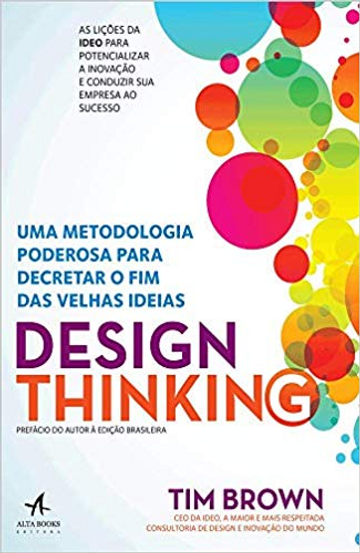 AS LIÇÕES DA
IDEO PARA
POTENCIALIZAR
A INOVAÇÃO
E CONDUZIR SUA
EMPRESA AO
SUCESSO
UMA METODOLOGIA
PODEROSA PARA
DECRETAR O FIM
DAS VELHAS IDEIAS
DESIGN
THINKING
PREFÁCIO DO AUTOR À EDIÇÃO BRASILEIRA
TIM BROWN
CEO DA IDEO, A MAIOR E MAIS RESPEITADA
CONSULTORIA DE DESIGN E INOVAÇÃO DO MUNDO
ALTA BOOKS
EDITORA